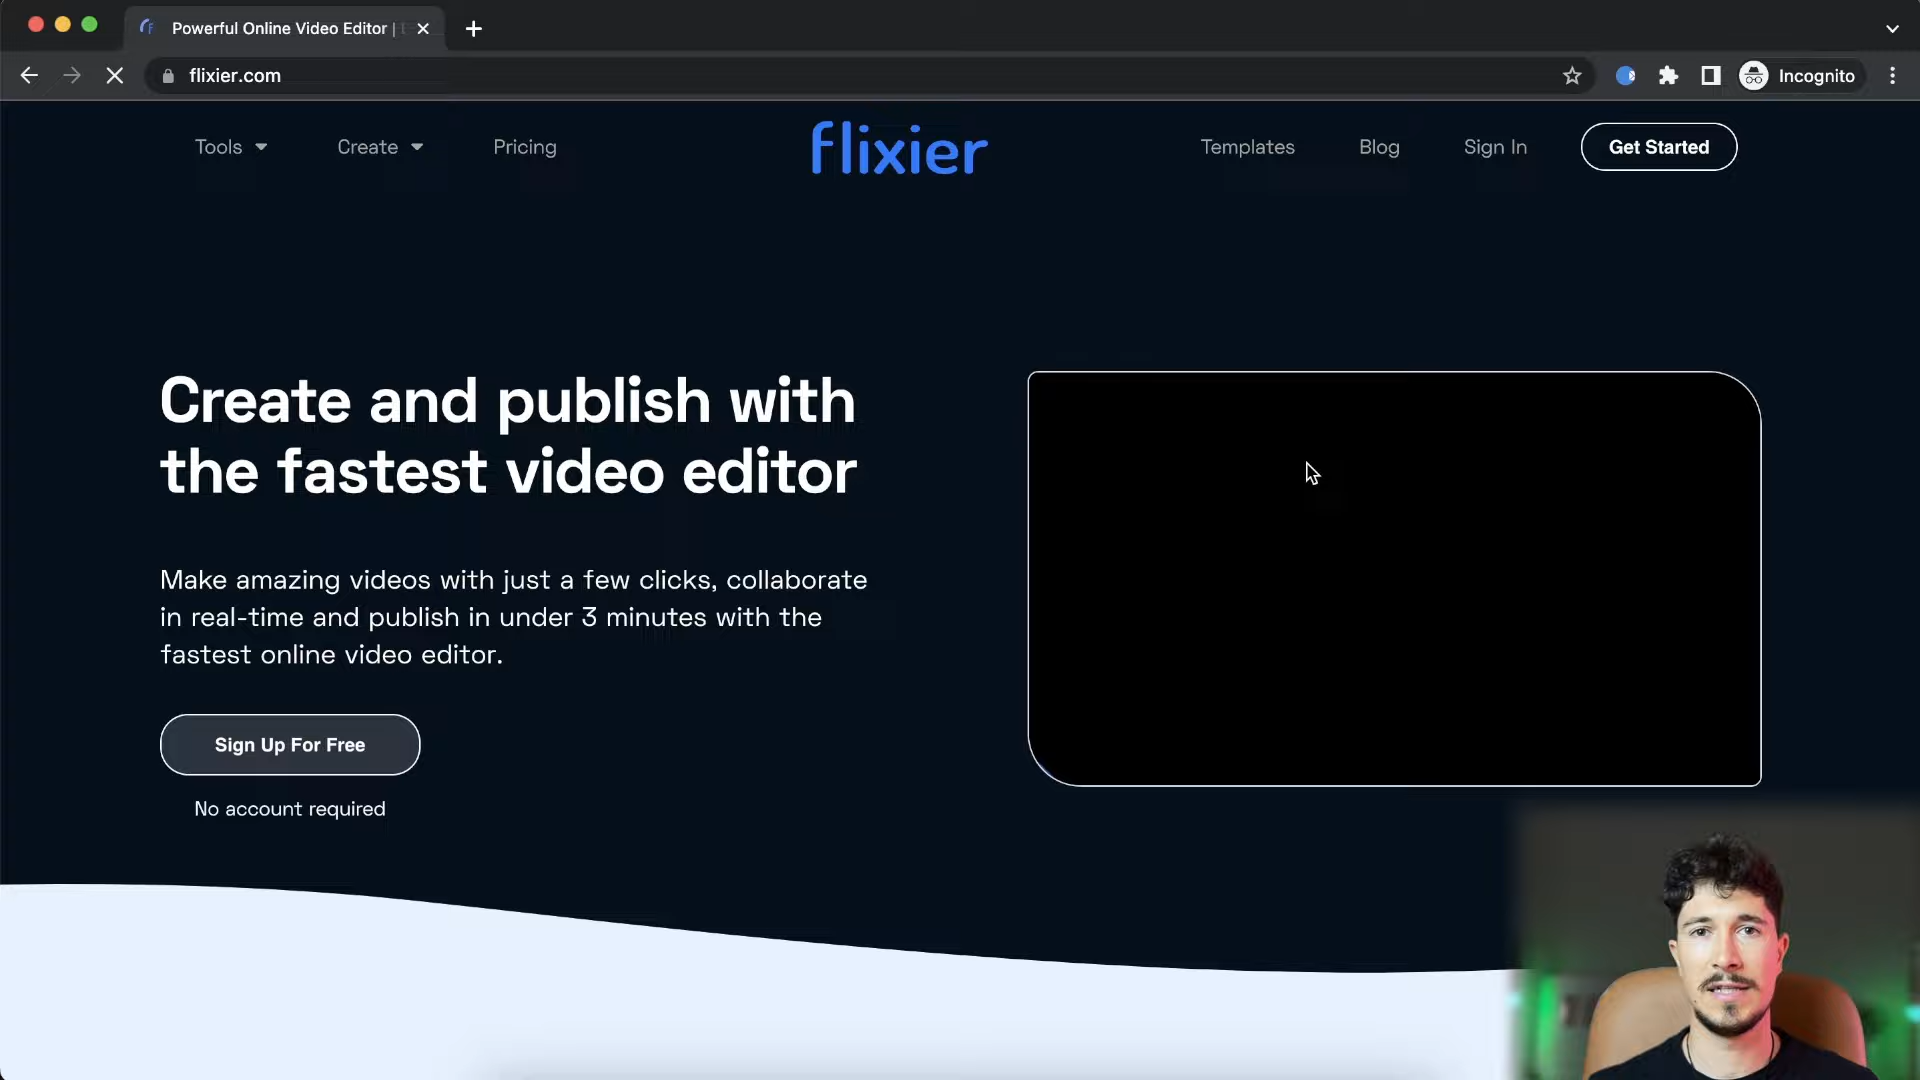 Powerful Online Video Editor |
flixier.com
Incognito
Tools
Create
Pricing
flixier
Templates
Blog
Sign In
Get Started
Create and publish with
the fastest video editor
Make amazing videos with just a few clicks, collaborate
in real-time and publish in under 3 minutes with the
fastest online video editor.
Sign Up For Free
No account required